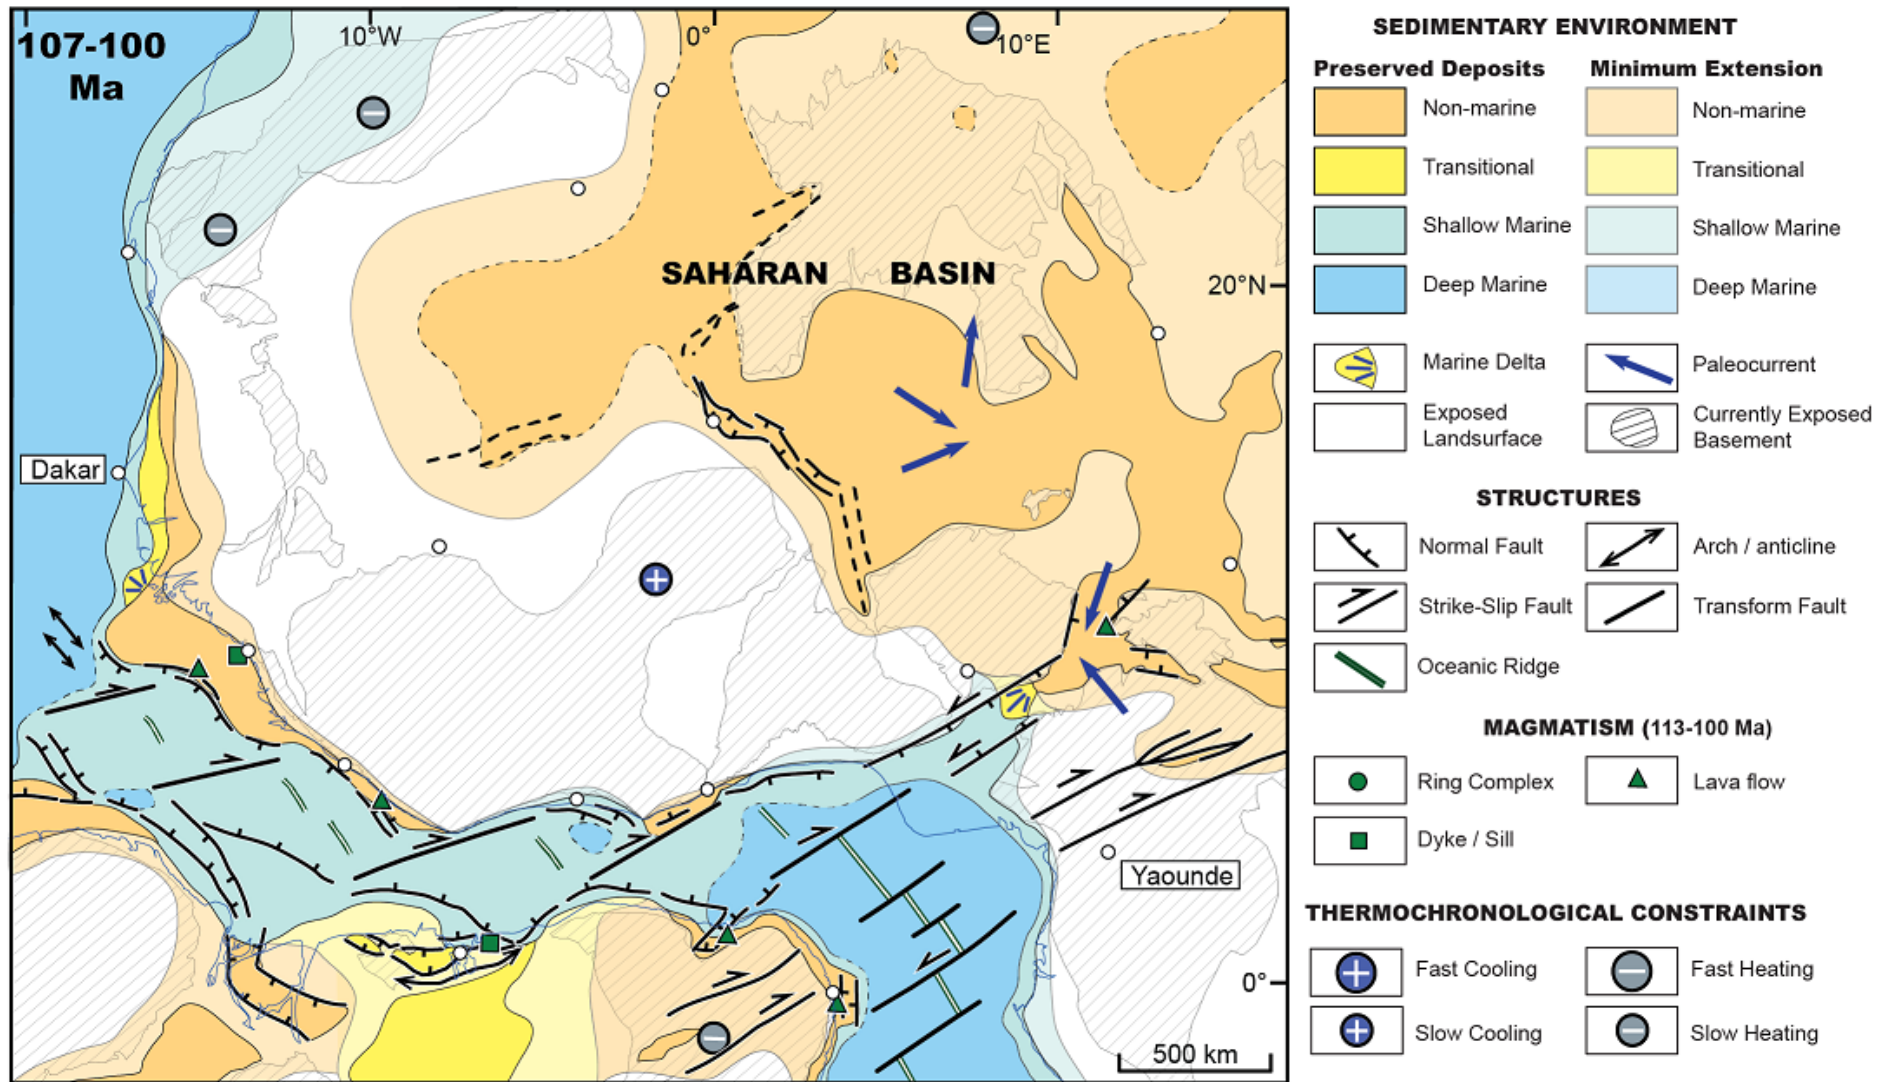 107-100
Ma
10°W
0°
10°E
SAHARAN BASIN
20°N
Dakar
Yaounde
0°
500 km
SEDIMENTARY ENVIRONMENT
Preserved Deposits
Minimum Extension
Non-marine
Non-marine
Transitional
Transitional
Shallow Marine
Shallow Marine
Deep Marine
Deep Marine
Marine Delta
Paleocurrent
Exposed
Landsurface
Currently Exposed
Basement
STRUCTURES
Normal Fault
Arch / anticline
Strike-Slip Fault
Transform Fault
Oceanic Ridge
MAGMATISM (113-100 Ma)
Ring Complex
Lava flow
Dyke / Sill
THERMOCHRONOLOGICAL CONSTRAINTS
Fast Cooling
Fast Heating
Slow Cooling
Slow Heating